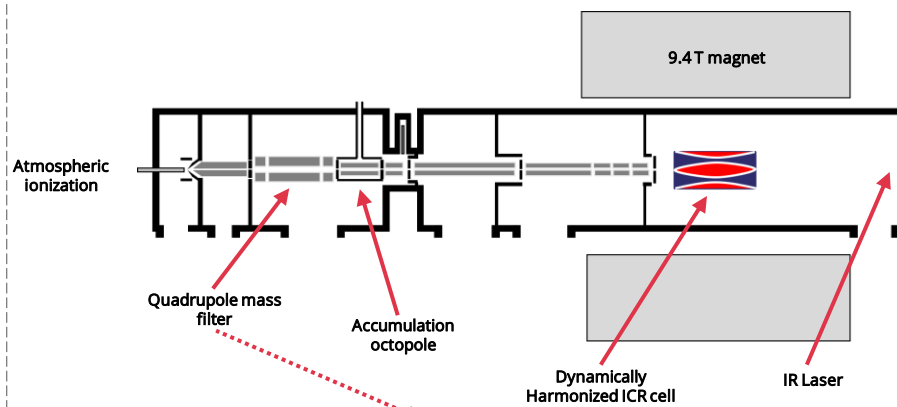 9.4 T magnet
Atmospheric
ionization
Quadrupole mass
filter
Accumulation
octopole
Dynamically
Harmonized ICR cell
IR Laser